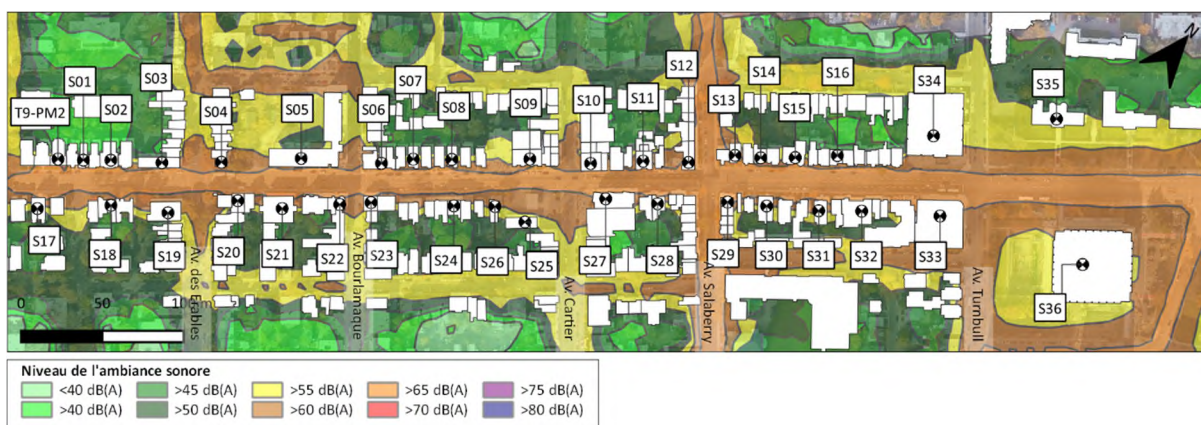 S12
S07
S01
S03
S14
S16
S34
S35
N
T9-PM2
S02
S04
S05
S06
S08
S09
S10
S11
S13
S15
S17
S18
S19
S20
S21
S22
S23
S24
S26
S25
S27
S28
S29
S30
S31
S32
S33
S36
Av. des Érables
Av. Bourlamaque
Av. Cartier
Av. Salaberry
Av. Turnbull
0 50
Niveau de l'ambiance sonore
<40 dB(A) >45 dB(A) >55 dB(A) >65 dB(A) >75 dB(A)
>40 dB(A) >50 dB(A) >60 dB(A) >70 dB(A) >80 dB(A)